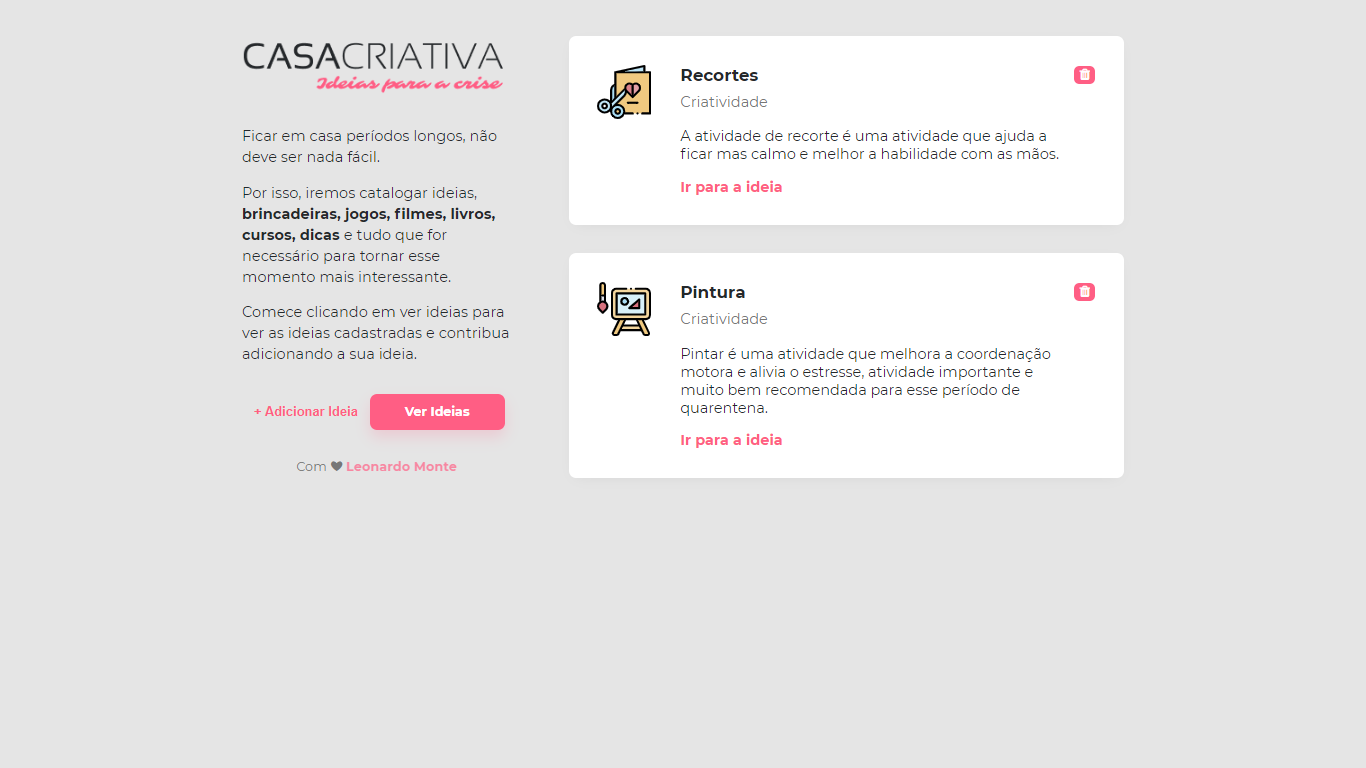 CASACRIATIVA
Ideias para a crise
Ficar em casa períodos longos, não
deve ser nada fácil.
Por isso, iremos catalogar ideias,
brincadeiras, jogos, filmes, livros,
cursos, dicas e tudo que for
necessário para tornar esse
momento mais interessante.
Comece clicando em ver ideias para
ver as ideias cadastradas e contribua
adicionando a sua ideia.
+ Adicionar Ideia
Ver Ideias
Com ♥ Leonardo Monte
Recortes
Criatividade
A atividade de recorte é uma atividade que ajuda a
ficar mas calmo e melhor a habilidade com as mãos.
Ir para a ideia
Pintura
Criatividade
Pintar é uma atividade que melhora a coordenação
motora e alivia o estresse, atividade importante e
muito bem recomendada para esse período de
quarentena.
Ir para a ideia